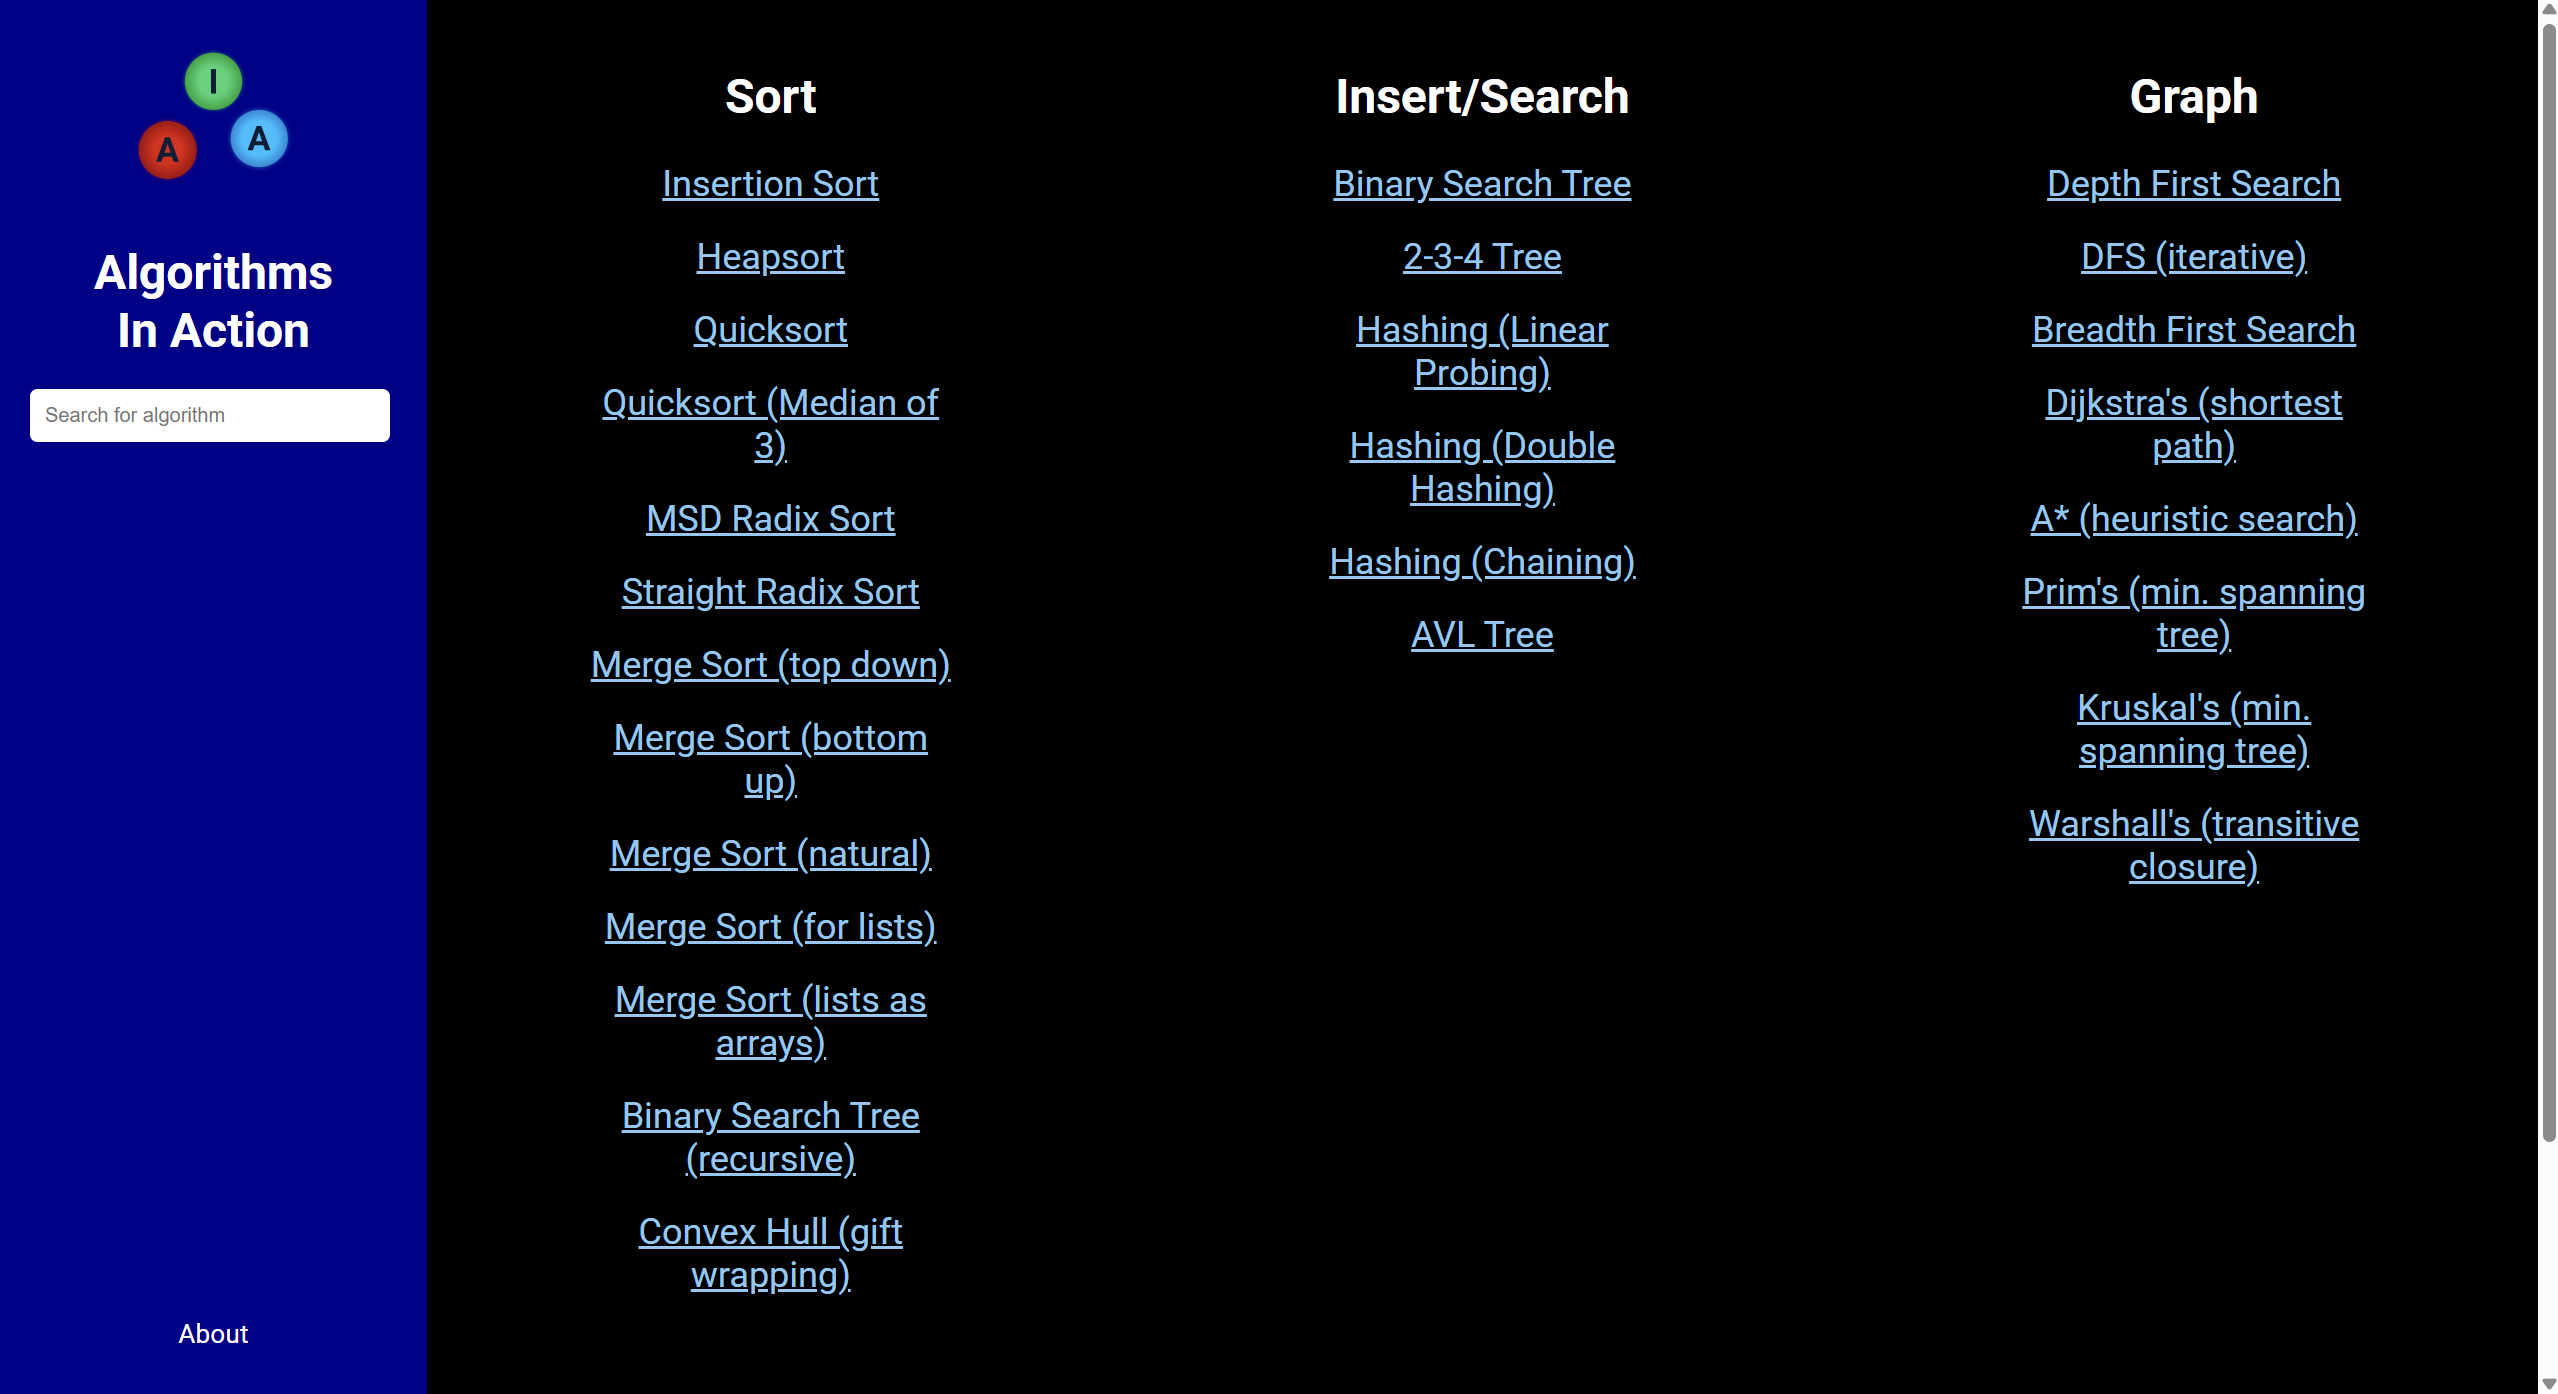 I
A
A
Algorithms
In Action
Search for algorithm
About
Sort
Insertion Sort
Heapsort
Quicksort
Quicksort (Median of
3)
MSD Radix Sort
Straight Radix Sort
Merge Sort (top down)
Merge Sort (bottom
up)
Merge Sort (natural)
Merge Sort (for lists)
Merge Sort (lists as
arrays)
Binary Search Tree
(recursive)
Convex Hull (gift
wrapping)
Insert/Search
Binary Search Tree
2-3-4 Tree
Hashing (Linear
Probing)
Hashing (Double
Hashing)
Hashing (Chaining)
AVL Tree
Graph
Depth First Search
DFS (iterative)
Breadth First Search
Dijkstra's (shortest
path)
A* (heuristic search)
Prim's (min. spanning
tree)
Kruskal's (min.
spanning tree)
Warshall's (transitive
closure)